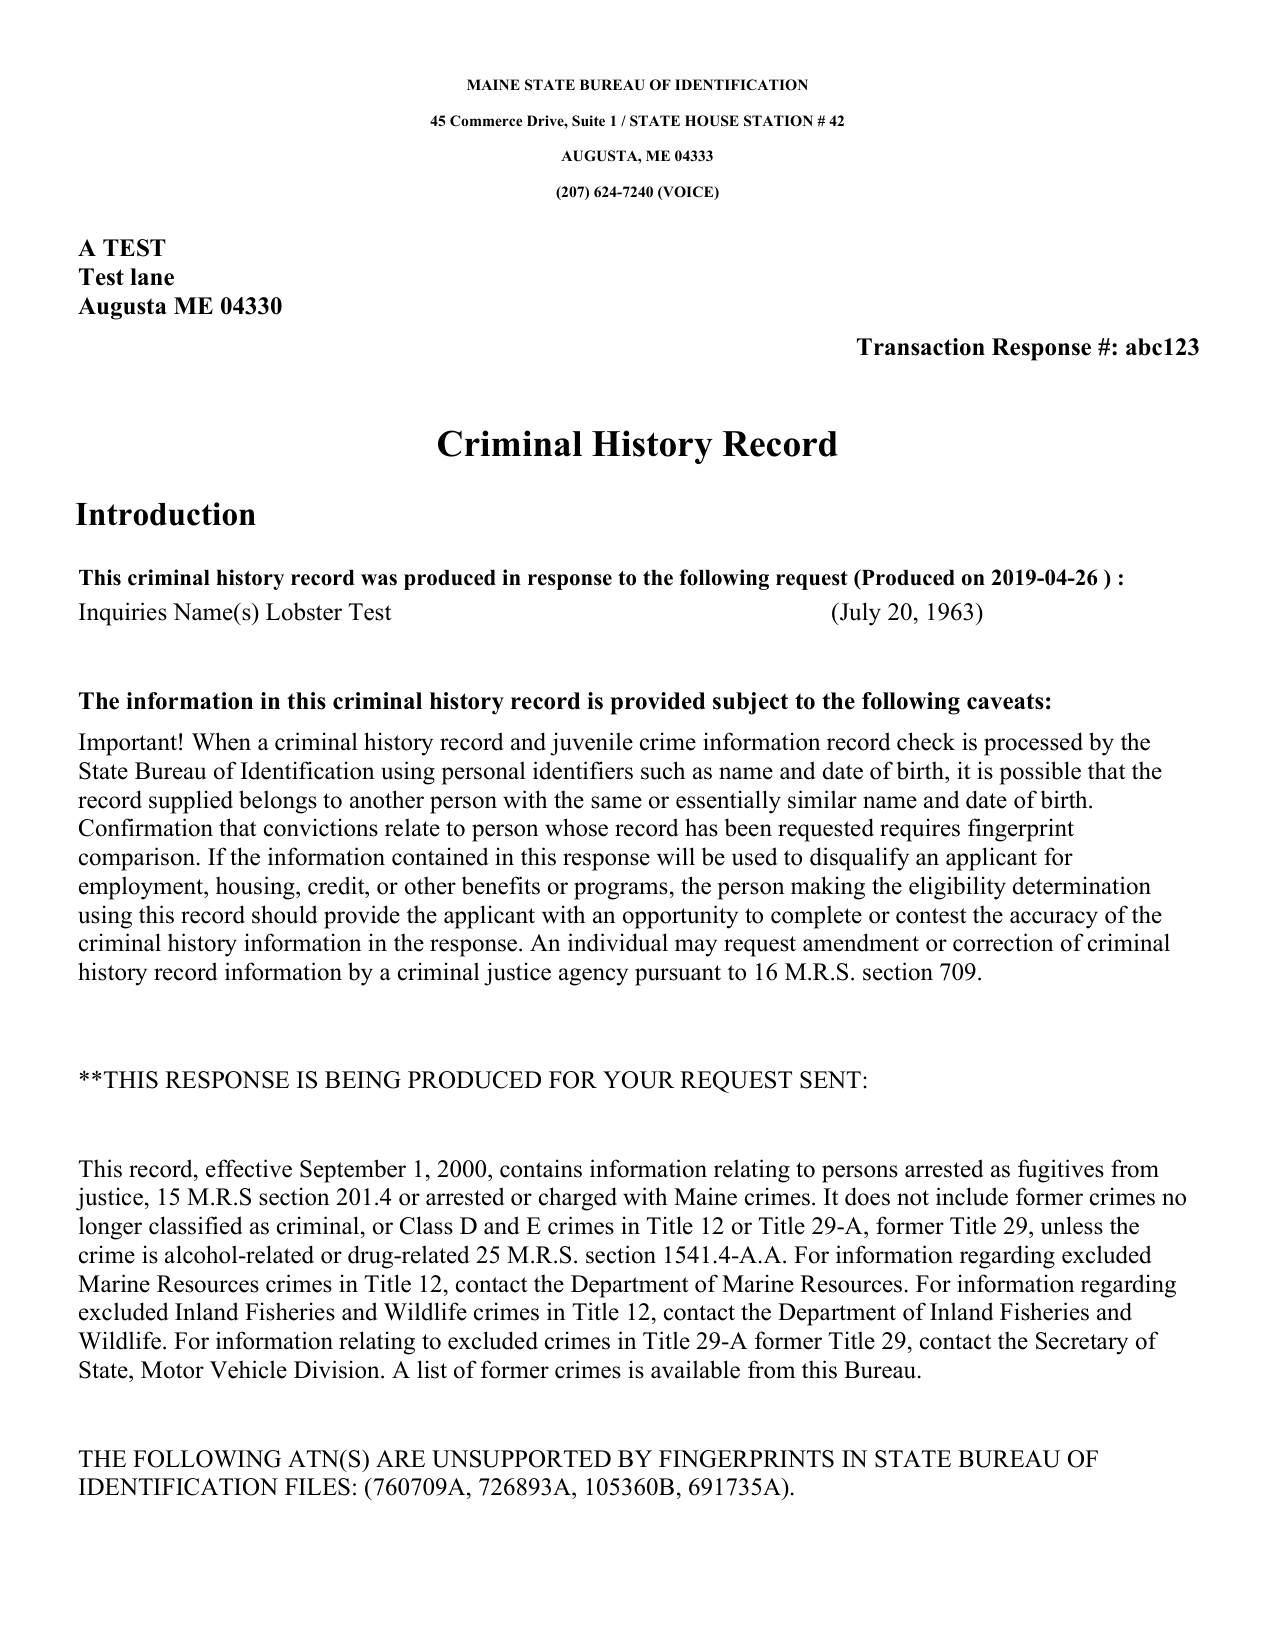 MAINE STATE BUREAU OF IDENTIFICATION
45 Commerce Drive, Suite 1 / STATE HOUSE STATION # 42
AUGUSTA, ME 04333
(207) 624-7240 (VOICE)
A TEST
Test lane
Augusta ME 04330
Transaction Response #: abc123
Criminal History Record
Introduction
This criminal history record was produced in response to the following request (Produced on 2019-04-26 ) :
Inquiries Name(s) Lobster Test (July 20, 1963)
The information in this criminal history record is provided subject to the following caveats:
Important! When a criminal history record and juvenile crime information record check is processed by the
State Bureau of Identification using personal identifiers such as name and date of birth, it is possible that the
record supplied belongs to another person with the same or essentially similar name and date of birth.
Confirmation that convictions relate to person whose record has been requested requires fingerprint
comparison. If the information contained in this response will be used to disqualify an applicant for
employment, housing, credit, or other benefits or programs, the person making the eligibility determination
using this record should provide the applicant with an opportunity to complete or contest the accuracy of the
criminal history information in the response. An individual may request amendment or correction of criminal
history record information by a criminal justice agency pursuant to 16 M.R.S. section 709.
**THIS RESPONSE IS BEING PRODUCED FOR YOUR REQUEST SENT:
This record, effective September 1, 2000, contains information relating to persons arrested as fugitives from
justice, 15 M.R.S section 201.4 or arrested or charged with Maine crimes. It does not include former crimes no
longer classified as criminal, or Class D and E crimes in Title 12 or Title 29-A, former Title 29, unless the
crime is alcohol-related or drug-related 25 M.R.S. section 1541.4-A.A. For information regarding excluded
Marine Resources crimes in Title 12, contact the Department of Marine Resources. For information regarding
excluded Inland Fisheries and Wildlife crimes in Title 12, contact the Department of Inland Fisheries and
Wildlife. For information relating to excluded crimes in Title 29-A former Title 29, contact the Secretary of
State, Motor Vehicle Division. A list of former crimes is available from this Bureau.
THE FOLLOWING ATN(S) ARE UNSUPPORTED BY FINGERPRINTS IN STATE BUREAU OF
IDENTIFICATION FILES: (760709A, 726893A, 105360B, 691735A).